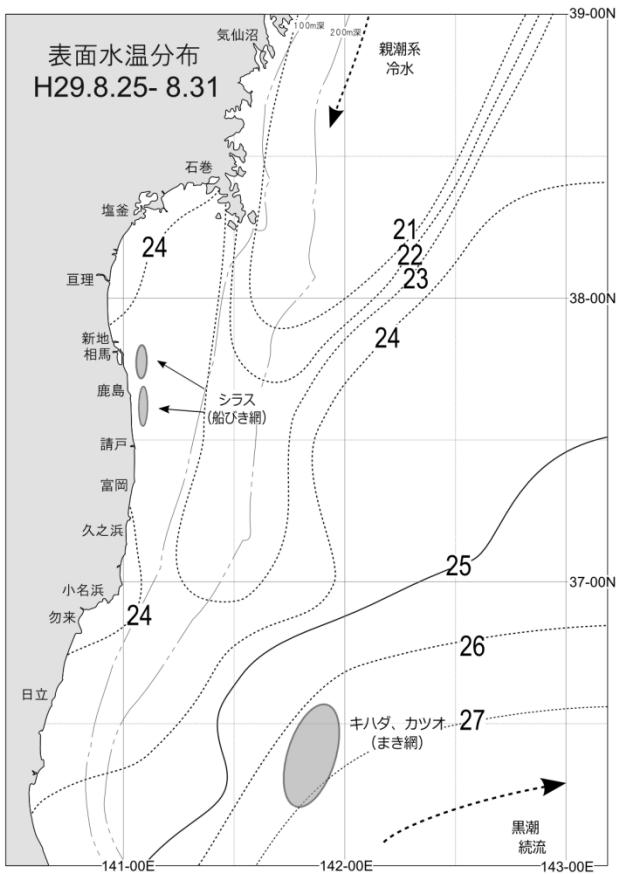 表面水温分布
H29.8.25- 8.31
気仙沼
100m深
200m深
39-00N
親潮系
冷水
石巻
塩釜
24
21
22
23
亘理
38-00N
新地
相馬
24
鹿島
シラス
(船びき網)
請戸
富岡
久之浜
25
37-00N
小名浜
24
勿来
26
日立
キハダ、カツオ
(まき網)
27
黒潮
続流
141-00E
142-00E
143-00E